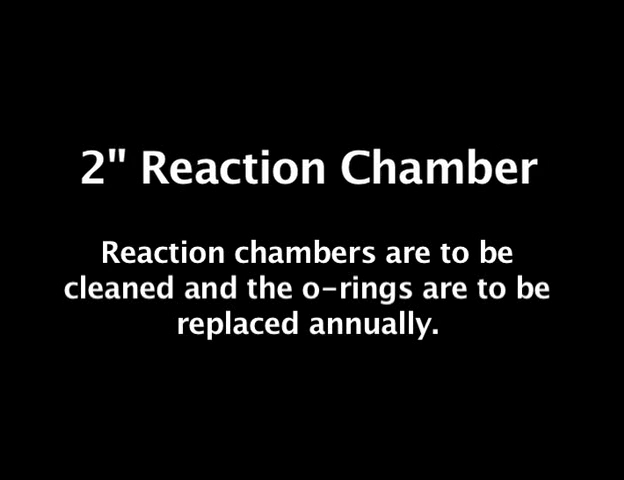 2" Reaction Chamber
Reaction chambers are to be
cleaned and the o-rings are to be
replaced annually.